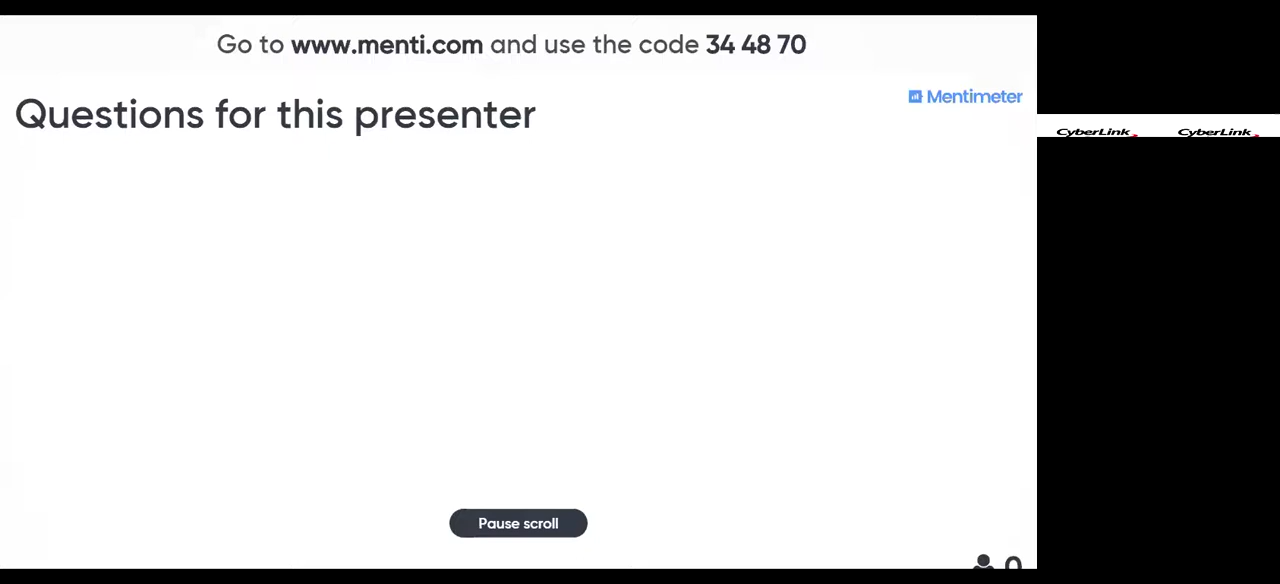 Go to www.menti.com and use the code 34 48 70
Mentimeter
Questions for this presenter
CyberLink CyberLink
Pause scroll
0